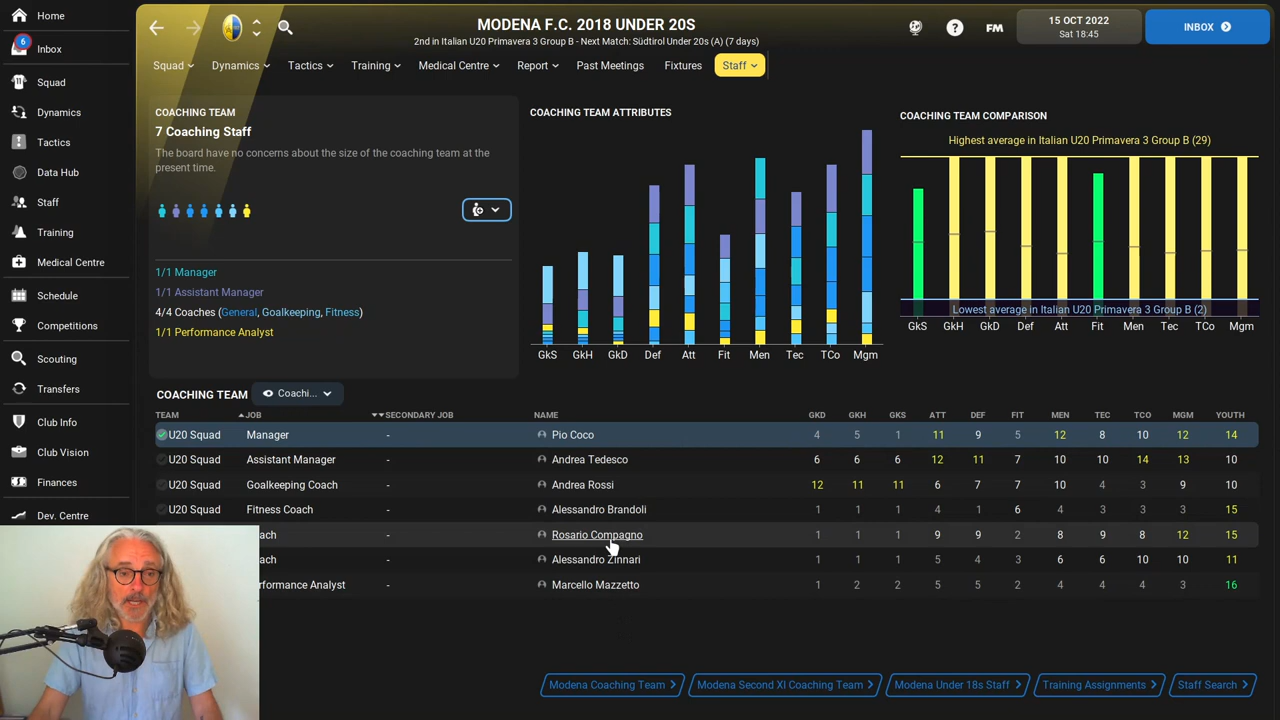 Home
6
Inbox
Squad
Dynamics
Tactics
Data Hub
Staff
Training
Medical Centre
Schedule
Competitions
Scouting
Transfers
Club Info
Club Vision
Finances
Dev. Centre
MODENA F.C. 2018 UNDER 20S
2nd in Italian U20 Primavera 3 Group B - Next Match: Südtirol Under 20s (A) (7 days)
?
FM
15 OCT 2022
Sat 18:45
INBOX
Squad Dynamics Tactics Training Medical Centre Report Past Meetings Fixtures Staff
COACHING TEAM
7 Coaching Staff
The board have no concerns about the size of the coaching team at the
present time.
1/1 Manager
1/1 Assistant Manager
4/4 Coaches (General, Goalkeeping, Fitness)
1/1 Performance Analyst
COACHING TEAM ATTRIBUTES
GkS GkH GkD Def Att Fit Men Tec TCo Mgm
COACHING TEAM COMPARISON
Highest average in Italian U20 Primavera 3 Group B (29)
Lowest average in Italian U20 Primavera 3 Group B (2)
GkS GkH GkD Def Att Fit Men Tec TCo Mgm
COACHING TEAM Coachi...
TEAM JOB SECONDARY JOB NAME GKD GKH GKS ATT DEF FIT MEN TEC TCO MGM YOUTH
U20 Squad Manager - Pio Coco 4 5 1 11 9 5 12 8 10 12 14
U20 Squad Assistant Manager - Andrea Tedesco 6 6 6 12 11 7 10 10 14 13 10
U20 Squad Goalkeeping Coach - Andrea Rossi 12 11 11 6 7 7 10 4 3 9 10
U20 Squad Fitness Coach - Alessandro Brandoli 1 1 1 4 1 6 4 3 3 3 15
ach - Rosario Compagno 1 1 1 9 9 2 8 9 8 12 15
ach - Alessandro Zinnari 1 1 1 5 4 3 6 6 10 10 11
rformance Analyst - Marcello Mazzetto 1 2 2 5 5 2 4 4 4 3 16
Modena Coaching Team Modena Second XI Coaching Team Modena Under 18s Staff Training Assignments Staff Search